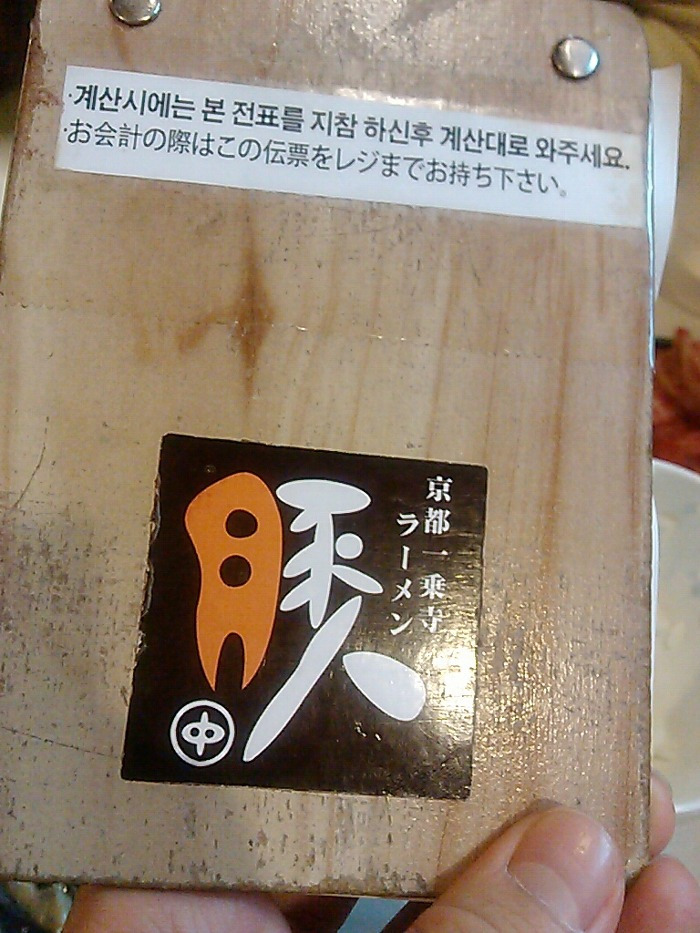 ·계산시에는 본 전표를 지참 하신후 계산대로 와주세요.
·お会計の際はこの伝票をレジまでお持ち下さい。
京都一乗寺
ラーメン
豚人
中